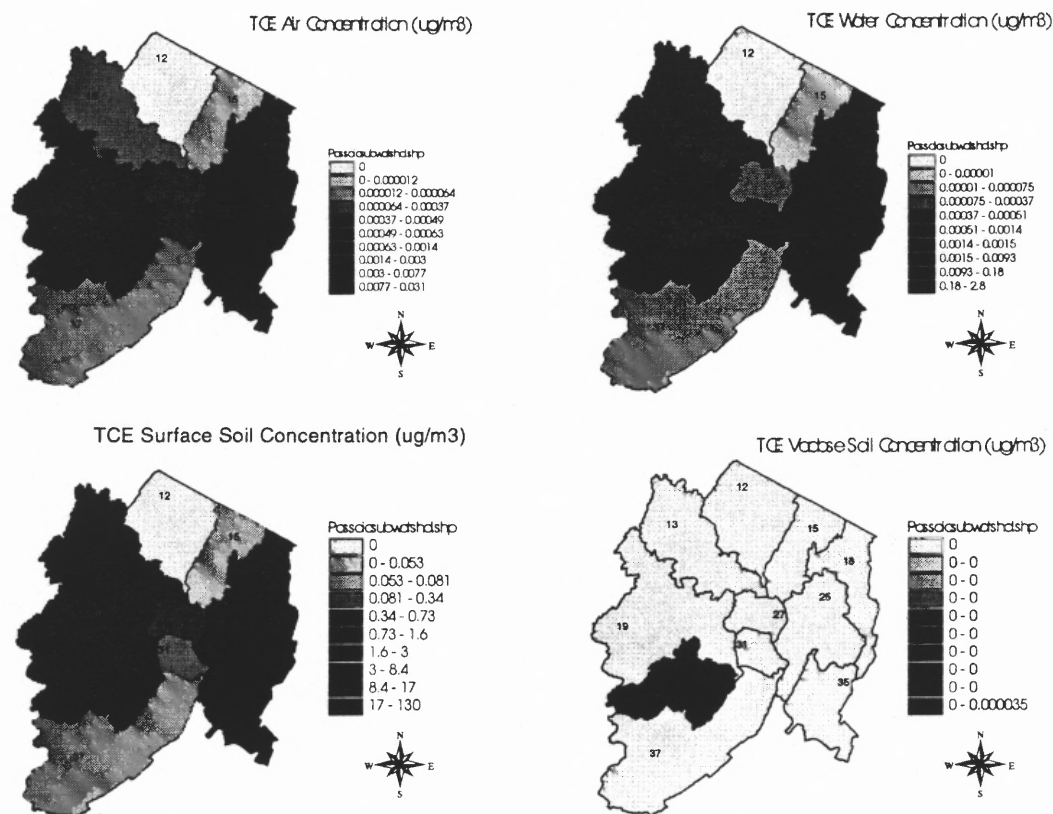 TCE Air Concentration (ug/m3)
12
15
0
0 - 0.000012
0.000012 - 0.000064
0.000064 - 0.00037
0.00037 - 0.00049
0.00049 - 0.00063
0.00063 - 0.0014
0.0014 - 0.003
0.003 - 0.0077
0.0077 - 0.031
N
W E
S
TCE Water Concentration (ug/m3)
12
15
0
0 - 0.00001
0.00001 - 0.000075
0.000075 - 0.00037
0.00037 - 0.00051
0.00051 - 0.0014
0.0014 - 0.0015
0.0015 - 0.0093
0.0093 - 0.18
0.18 - 2.8
N
W E
S
TCE Surface Soil Concentration (ug/m3)
12
15
0
0 - 0.053
0.053 - 0.081
0.081 - 0.34
0.34 - 0.73
0.73 - 1.6
1.6 - 3
3 - 8.4
8.4 - 17
17 - 130
N
W E
S
TCE Vadose Soil Concentration (ug/m3)
12
13
15
18
25
27
19
35
37
0
0 - 0
0 - 0
0 - 0
0 - 0
0 - 0
0 - 0
0 - 0
0 - 0
0 - 0.000035
N
W E
S